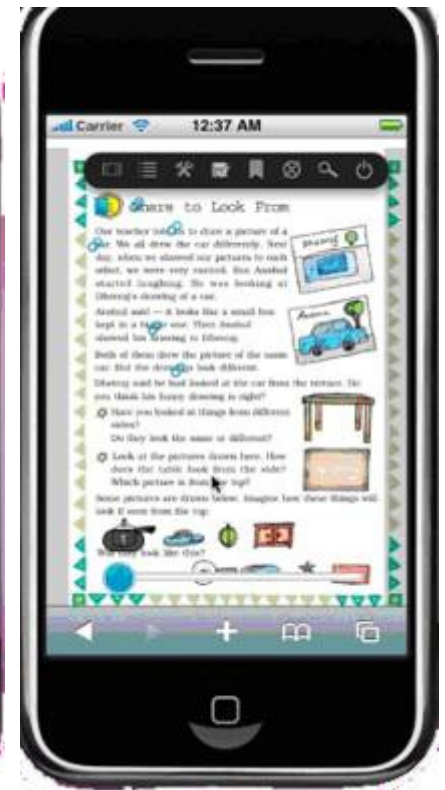 Carrier 12:37 AM
Where to Look From
Our teacher told us to draw a picture of a
car. We all drew the car differently. Next
day, when we showed our pictures to each
other, we were very excited. But Anshul
started laughing. He was looking at
Dheeraj's drawing of a car.
Anshul said — it looks like a small box
kept in a bigger one. Then Anshul
showed his drawing to Dheeraj.
Both of them drew the picture of the same
car. But the drawings look different.
Dheeraj said he had looked at the car from the terrace. Do
you think his funny drawing is right?
Have you looked at things from different
sides?
Do they look the same or different?
Look at the pictures drawn here. How
does the table look from the side?
Which picture is from the top?
Some pictures are drawn below. Imagine how these things will
look if seen from the top.
Will they look like this?